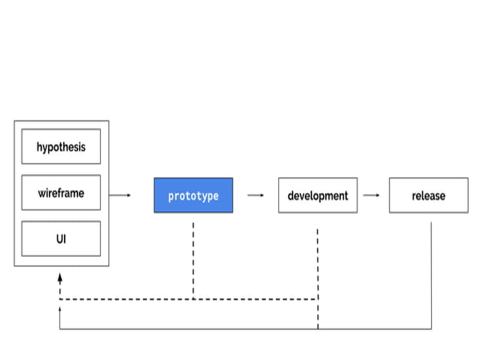 hypothesis
wireframe
UI
prototype
development
release